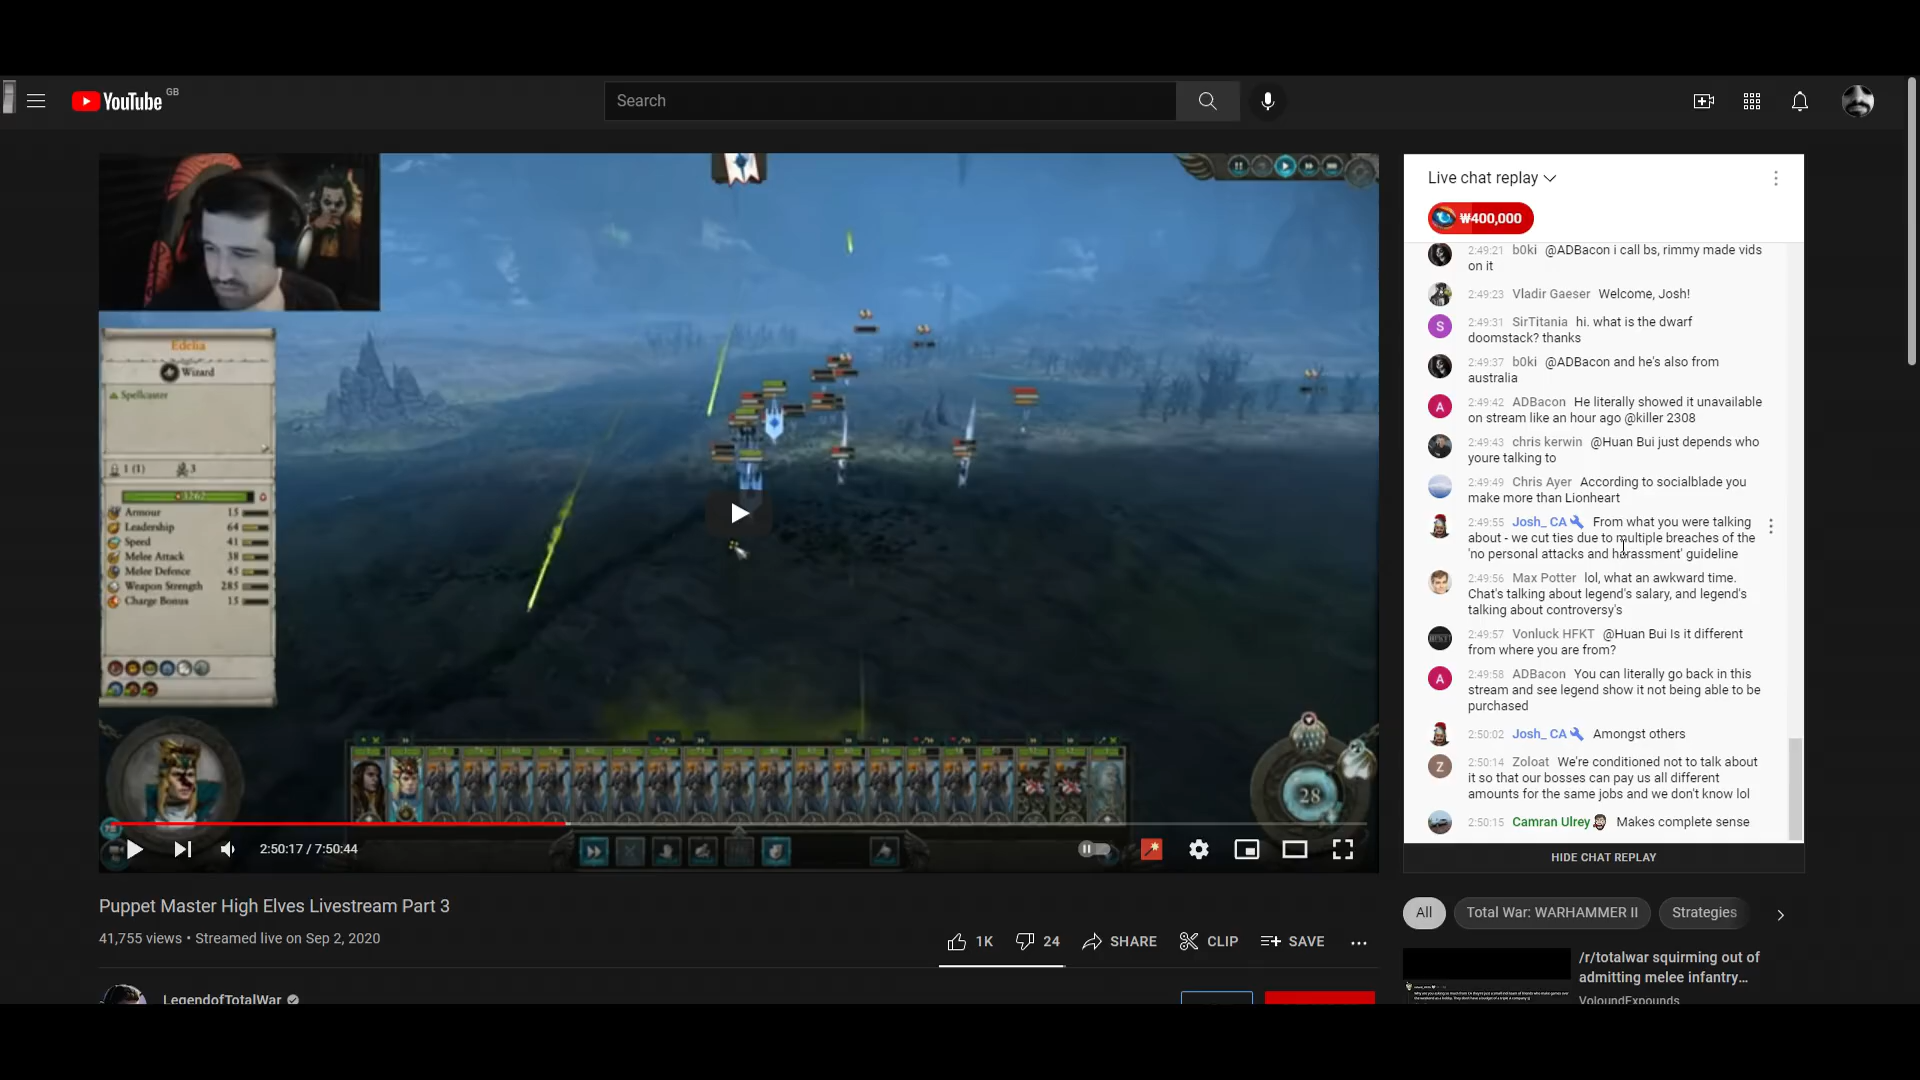 YouTube GB
Search
Live chat replay
₩400,000
2:49:21 b0ki @ADBacon i call bs, rimmy made vids
on it
2:49:23 Vladir Gaeser Welcome, Josh!
S
2:49:31 SirTitania hi. what is the dwarf
doomstack? thanks
2:49:37 b0ki @ADBacon and he's also from
australia
A
2:49:42 ADBacon He literally showed it unavailable
on stream like an hour ago @killer 2308
2:49:43 chris kerwin @Huan Bui just depends who
youre talking to
2:49:49 Chris Ayer According to socialblade you
make more than Lionheart
2:49:55 Josh_ CA From what you were talking
about - we cut ties due to multiple breaches of the
'no personal attacks and harassment' guideline
2:49:56 Max Potter lol, what an awkward time.
Chat's talking about legend's salary, and legend's
talking about controversy's
2:49:57 Vonluck HFKT @Huan Bui Is it different
from where you are from?
A
2:49:58 ADBacon You can literally go back in this
stream and see legend show it not being able to be
purchased
2:50:02 Josh_ CA Amongst others
Z
2:50:14 Zoloat We're conditioned not to talk about
it so that our bosses can pay us all different
amounts for the same jobs and we don't know lol
2:50:15 Camran Ulrey Makes complete sense
HIDE CHAT REPLAY
Edelia
Wizard
Spellcaster
1 (1) 3
3262
Armour 15
Leadership 64
Speed 41
Melee Attack 38
Melee Defence 45
Weapon Strength 285
Charge Bonus 15
28
2:50:17 / 7:50:44
Puppet Master High Elves Livestream Part 3
41,755 views • Streamed live on Sep 2, 2020
1K 24 SHARE CLIP SAVE
LegendofTotalWar
All Total War: WARHAMMER II Strategies
/r/totalwar squirming out of
admitting melee infantry...
VoloundExpounds